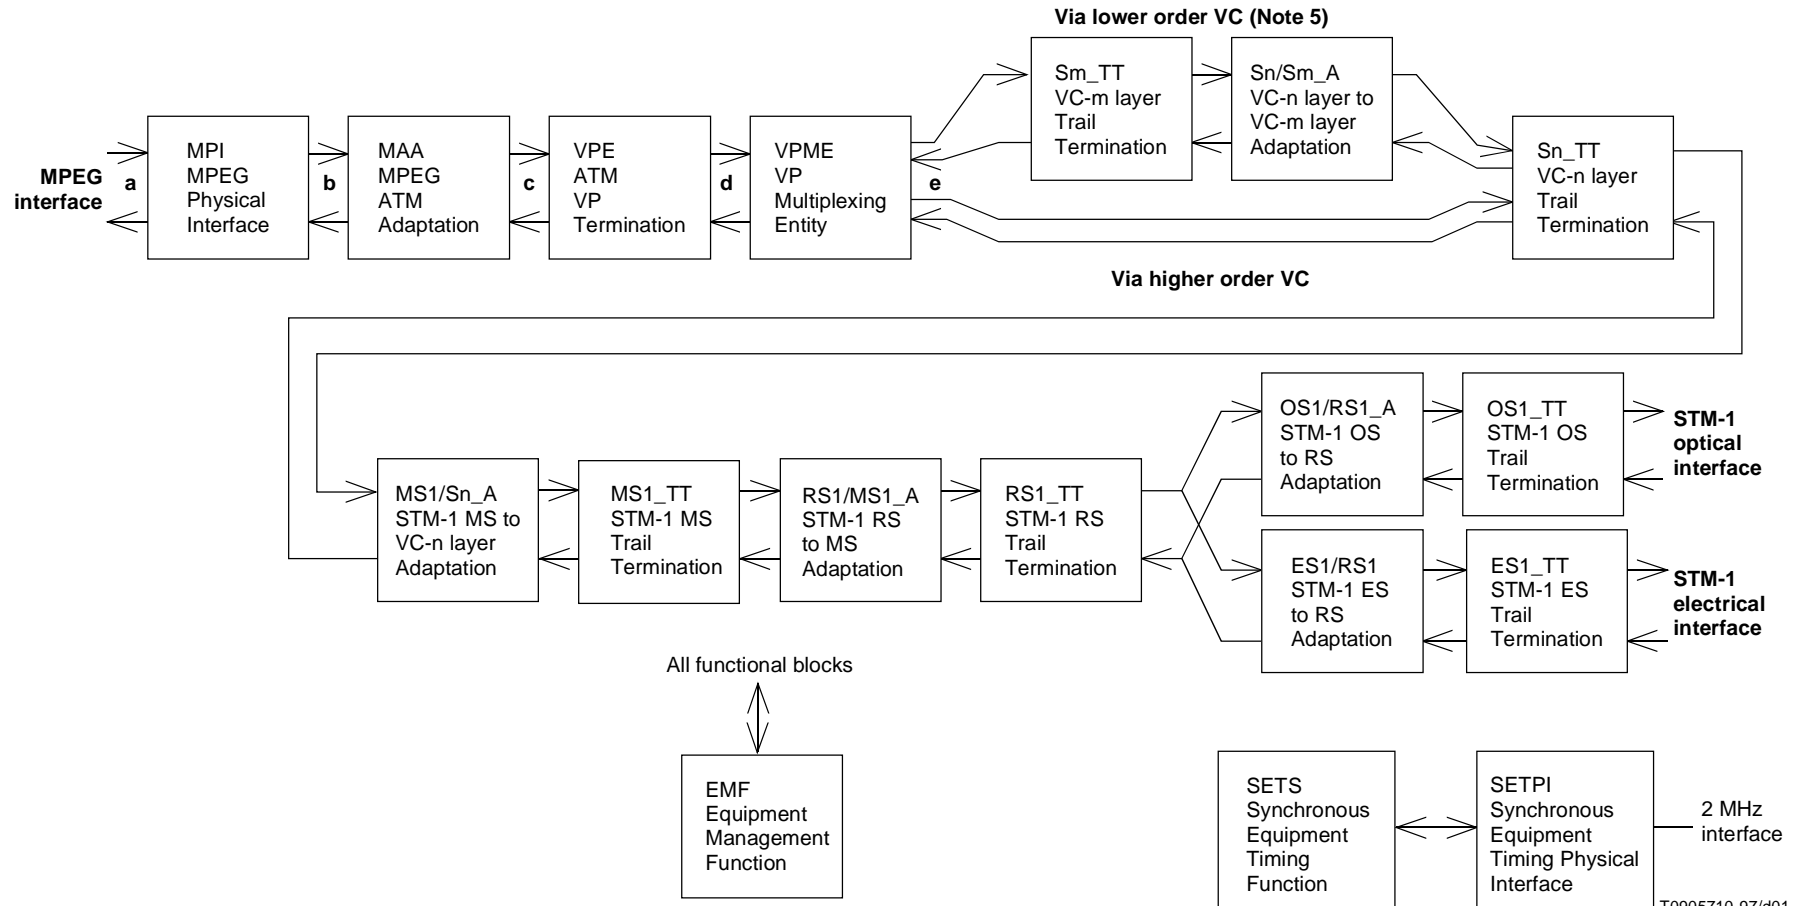 Via lower order VC (Note 5)
Sm_TT
VC-m layer
Trail
Termination
Sn/Sm_A
VC-n layer to
VC-m layer
Adaptation
MPEG
interface
a
MPI
MPEG
Physical
Interface
b
MAA
MPEG
ATM
Adaptation
c
VPE
ATM
VP
Termination
d
VPME
VP
Multiplexing
Entity
e
Sn_TT
VC-n layer
Trail
Termination
Via higher order VC
MS1/Sn_A
STM-1 MS to
VC-n layer
Adaptation
MS1_TT
STM-1 MS
Trail
Termination
RS1/MS1_A
STM-1 RS
to MS
Adaptation
RS1_TT
STM-1 RS
Trail
Termination
OS1/RS1_A
STM-1 OS
to RS
Adaptation
OS1_TT
STM-1 OS
Trail
Termination
STM-1
optical
interface
ES1/RS1
STM-1 ES
to RS
Adaptation
ES1_TT
STM-1 ES
Trail
Termination
STM-1
electrical
interface
All functional blocks
EMF
Equipment
Management
Function
SETS
Synchronous
Equipment
Timing
Function
SETPI
Synchronous
Equipment
Timing Physical
Interface
2 MHz
interface